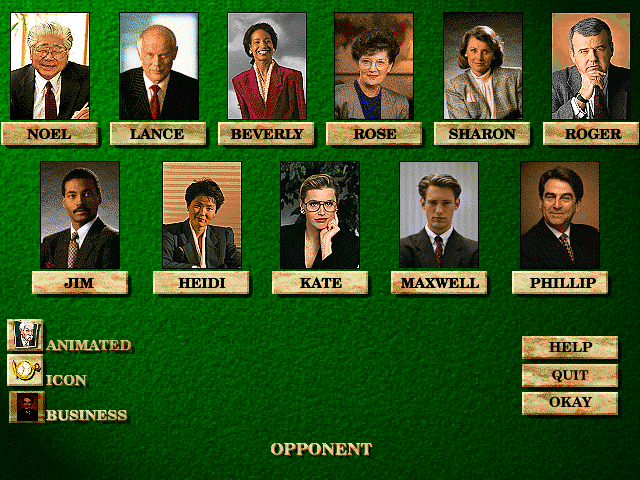 NOEL LANCE BEVERLY ROSE SHARON ROGER
JIM HEIDI KATE MAXWELL PHILLIP
ANIMATED
ICON
BUSINESS
HELP
QUIT
OKAY
OPPONENT